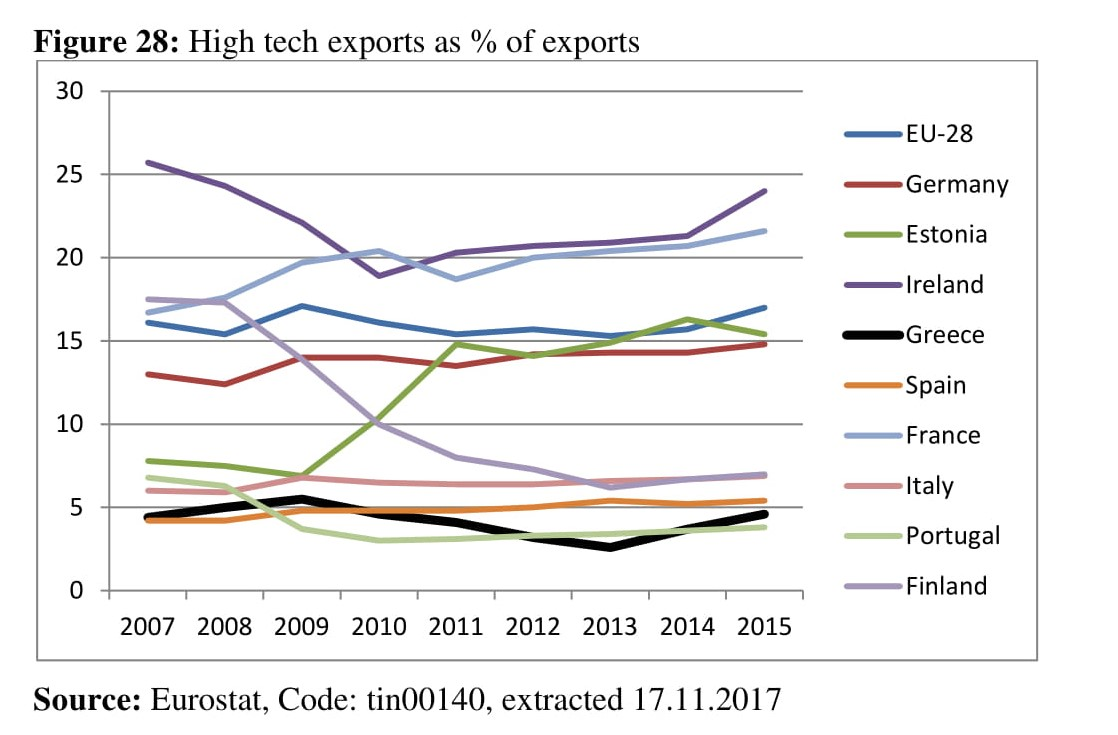 Figure 28: High tech exports as % of exports
30
25
20
15
10
5
0
2007 2008 2009 2010 2011 2012 2013 2014 2015
EU-28
Germany
Estonia
Ireland
Greece
Spain
France
Italy
Portugal
Finland
Source: Eurostat, Code: tin00140, extracted 17.11.2017